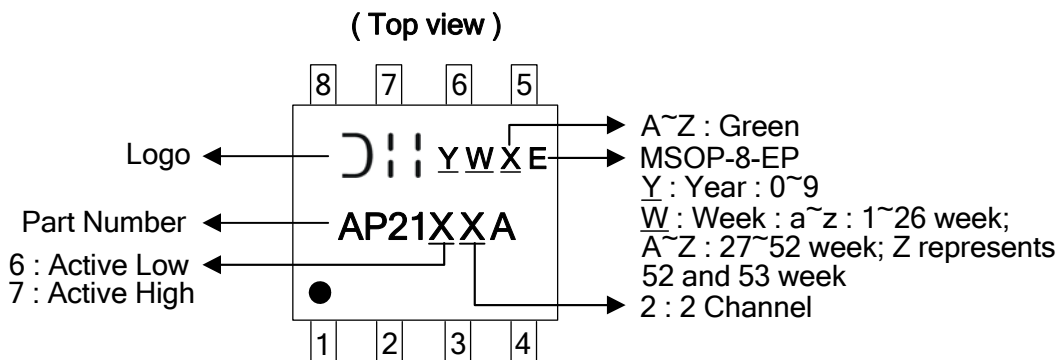 ( Top view )
8 7 6 5
Logo
Y W X E
A~Z : Green
MSOP-8-EP
Y : Year : 0~9
W : Week : a~z : 1~26 week;
A~Z : 27~52 week; Z represents
52 and 53 week
2 : 2 Channel
Part Number
AP21XXA
6 : Active Low
7 : Active High
1 2 3 4